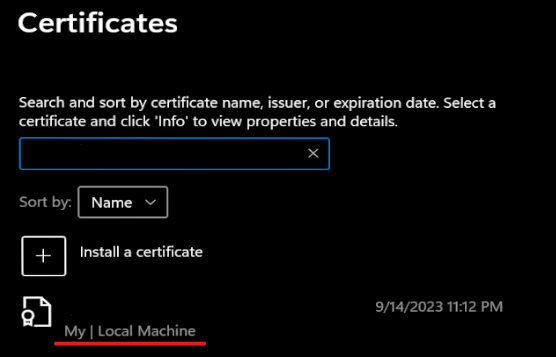 Certificates
Search and sort by certificate name, issuer, or expiration date. Select a
certificate and click 'Info' to view properties and details.
Sort by: Name
Install a certificate
9/14/2023 11:12 PM
My | Local Machine